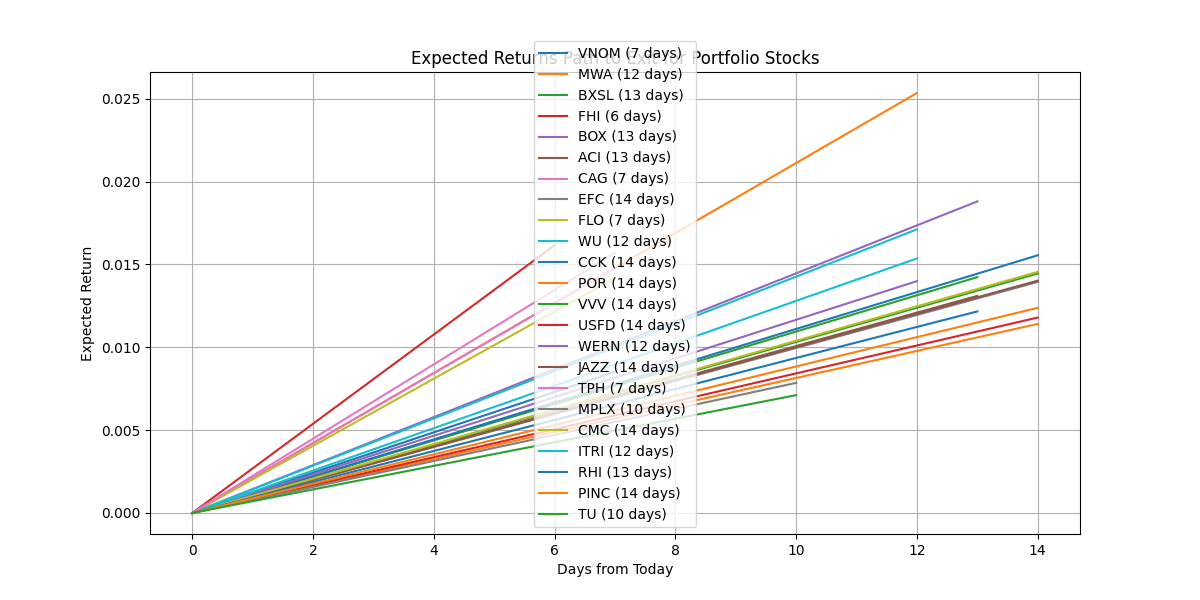 Expected Returns Path to Exit for Portfolio Stocks
VNOM (7 days)
MWA (12 days)
BXSL (13 days)
FHI (6 days)
BOX (13 days)
ACI (13 days)
CAG (7 days)
EFC (14 days)
FLO (7 days)
WU (12 days)
CCK (14 days)
POR (14 days)
VVV (14 days)
USFD (14 days)
WERN (12 days)
JAZZ (14 days)
TPH (7 days)
MPLX (10 days)
CMC (14 days)
ITRI (12 days)
RHI (13 days)
PINC (14 days)
TU (10 days)
Expected Return
0.025
0.020
0.015
0.010
0.005
0.000
0 2 4 6 8 10 12 14
Days from Today